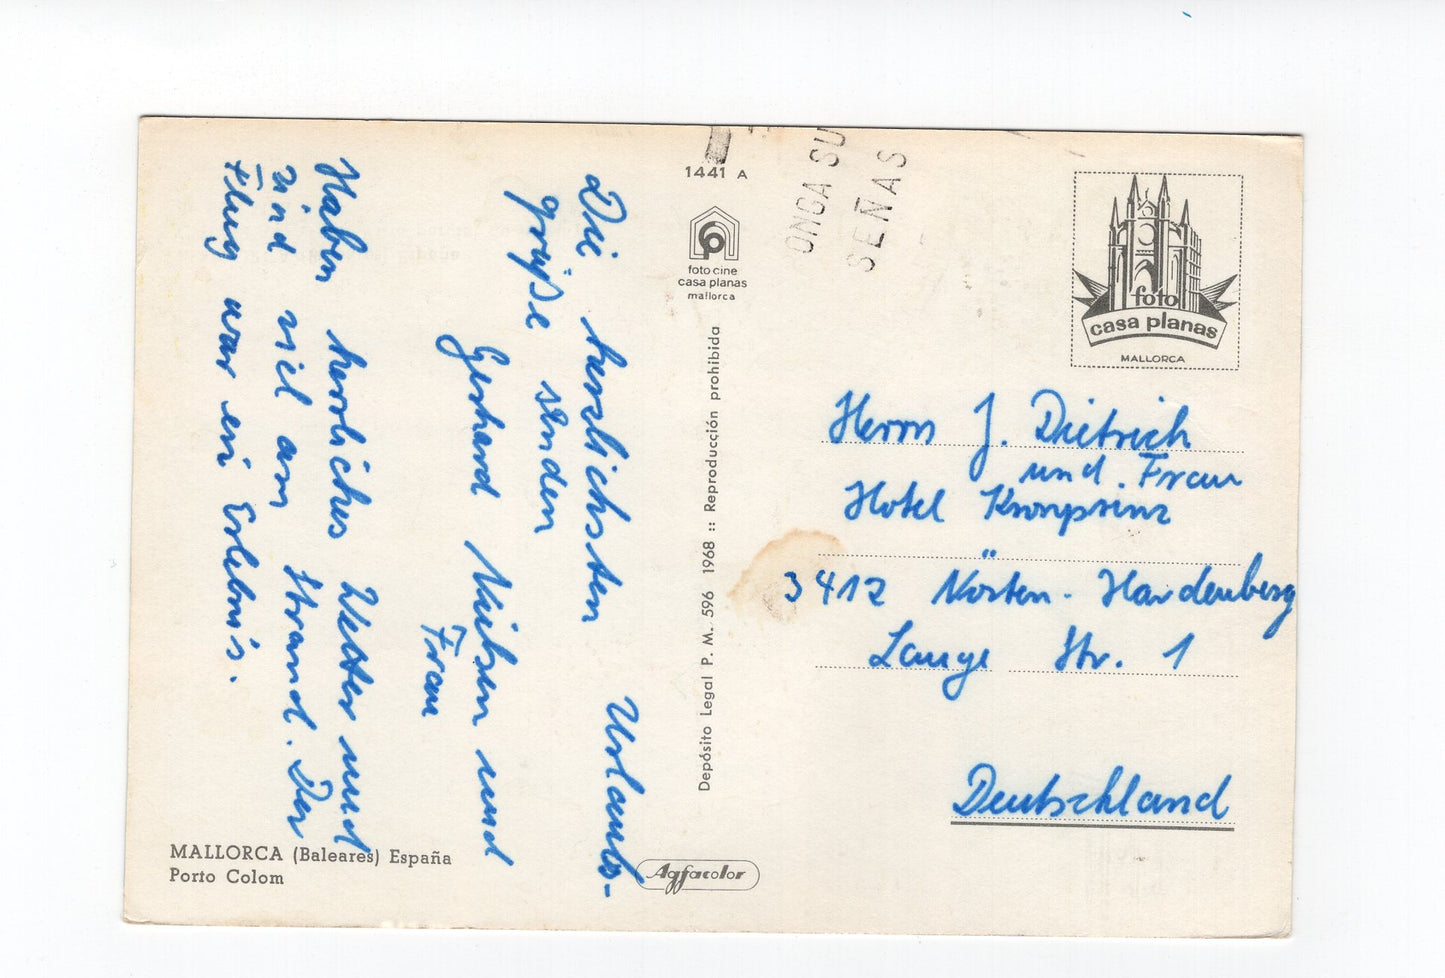 Die herzlichsten Urlaubs-
grüße senden
Gerhard und
Frau
Haben herrliches Wetter und
sind viel am Strand. Der
Flug war ein Erlebnis.
MALLORCA (Baleares) España
Porto Colom
1441 A
foto cine
casa planas
mallorca
Depósito Legal P. M. 596 1968 :: Reproducción prohibida
Agfacolor
ONGA SU
SEÑAS
foto
casa planas
MALLORCA
Herrn J. Dietrich
und Frau
Hotel Kronprinz
3412 Nörten-Hardenberg
Lange Str. 1
Deutschland